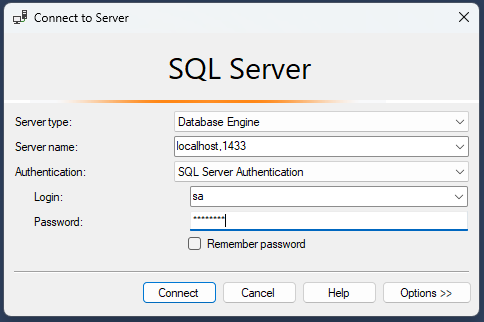 Connect to Server
SQL Server
Server type: Database Engine
Server name: localhost,1433
Authentication: SQL Server Authentication
Login: sa
Password: ********
Remember password
Connect Cancel Help Options >>